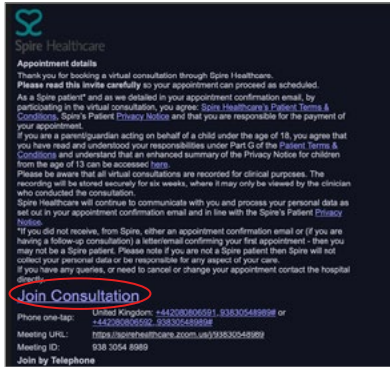 Spire Healthcare
Appointment details
Thank you for booking a virtual consultation through Spire Healthcare.
Please read this invite carefully so your appointment can proceed as scheduled.
As a Spire patient* and as we detailed in your appointment confirmation email, by
participating in the virtual consultation, you agree: Spire Healthcare's Patient Terms &
Conditions, Spire's Patient Privacy Notice and that you are responsible for the payment of
your appointment.
If you are a parent/guardian acting on behalf of a child under the age of 18, you agree that
you have read and understood your responsibilities under Part G of the Patient Terms &
Conditions and understand that an enhanced summary of the Privacy Notice for children
from the age of 13 can be accessed here.
Please be aware that all virtual consultations are recorded for clinical purproses. The
recording will be stored securely for six weeks, where it may only be viewed by the clinician
who conducted the consultation.
Spire Healthcare will continue to communicate with you and process your personal data as
set out in your appointment confirmation email and in line with the Spire's Patient Privacy
Notice.
*If you did not receive, from Spire, either an appointment confirmation email or (if you are
having a follow-up consultation) a letter/email confirming your first appointment - then you
may not be a Spire patient. Please note if you are not a Spire patient then Spire will not
collect your personal data or be responsible for any aspect of your care.
If you have any queries, or need to cancel or change your appointment contact the hospital
directly.
Join Consultation
Phone one-tap: United Kingdom: +442080806591,,93830548989# or
+442080806592,,93830548989#
Meeting URL: https://spirehealthcare.zoom.us/j/93830548989
Meeting ID: 938 3054 8989
Join by Telephone